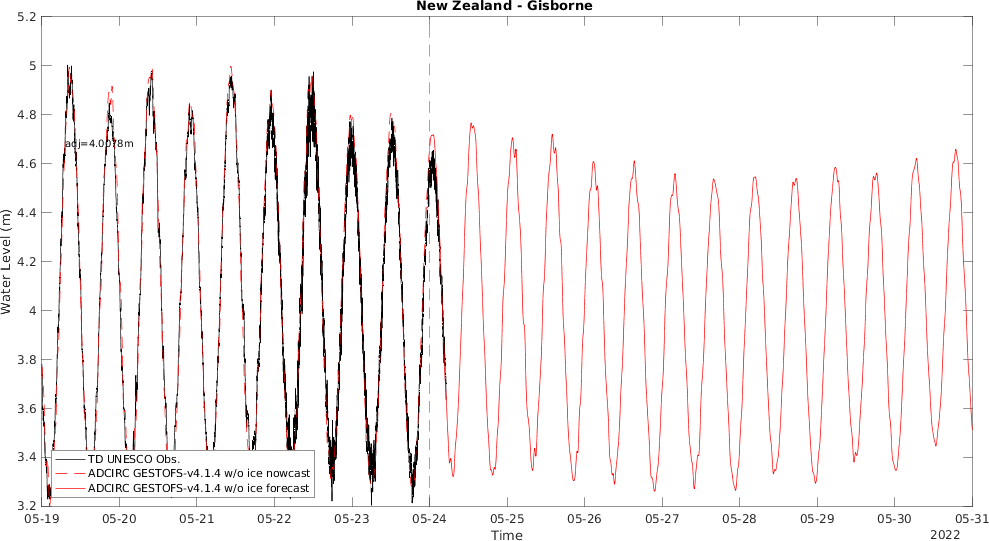 New Zealand - Gisborne
Water Level (m)
5.2
5
4.8
4.6
4.4
4.2
4
3.8
3.6
3.4
3.2
adj=4.0078m
TD UNESCO Obs.
ADCIRC GESTOFS-v4.1.4 w/o ice nowcast
ADCIRC GESTOFS-v4.1.4 w/o ice forecast
05-19 05-20 05-21 05-22 05-23 05-24 05-25 05-26 05-27 05-28 05-29 05-30 05-31
Time
2022